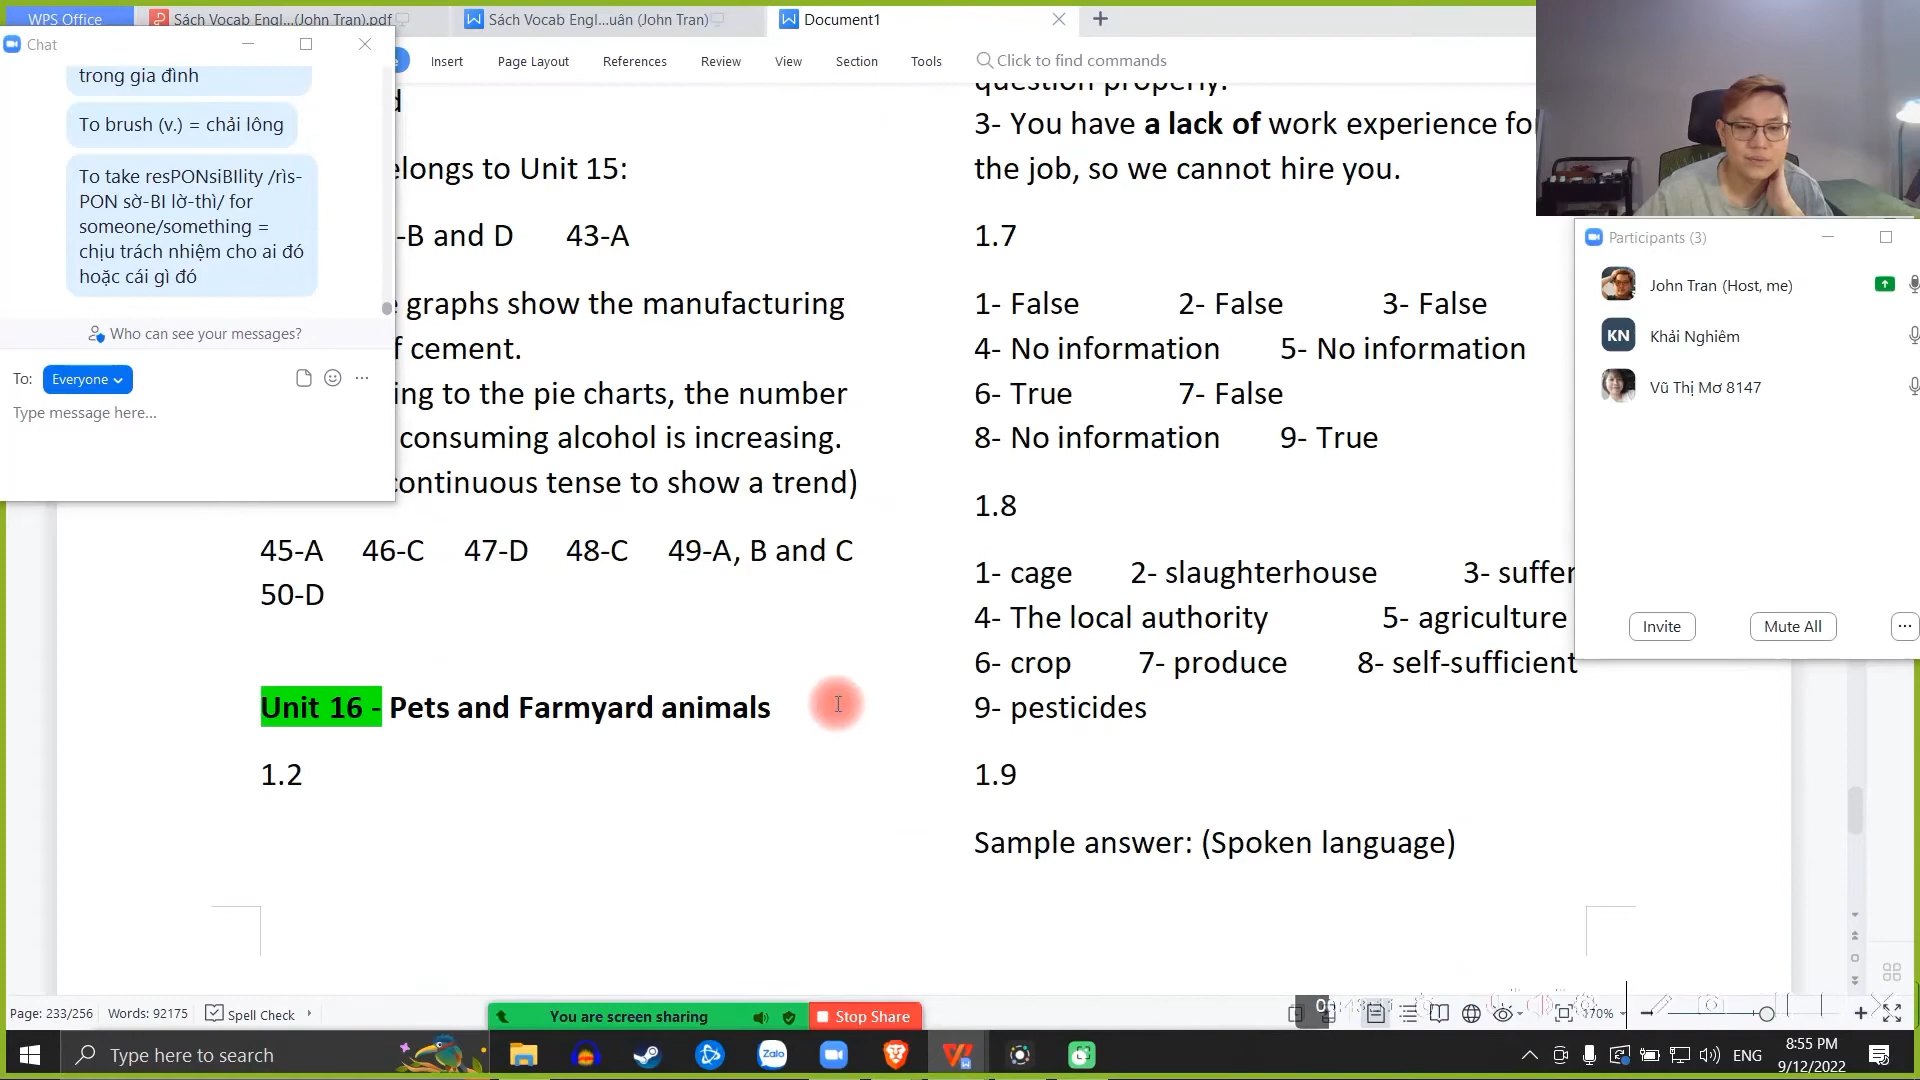 WPS Office
Sách Vocab Engl...(John Tran).pdf
Sách Vocab Engl...uân (John Tran)
Document1
Chat
Insert
Page Layout
References
Review
View
Section
Tools
Click to find commands
trong gia đình
To brush (v.) = chải lông
To take resPONsiBIlity /rìs-
PON sờ-BI lờ-thì/ for
someone/something =
chịu trách nhiệm cho ai đó
hoặc cái gì đó
Who can see your messages?
To: Everyone
Type message here...
elongs to Unit 15:
-B and D 43-A
graphs show the manufacturing
f cement.
ing to the pie charts, the number
consuming alcohol is increasing.
continuous tense to show a trend)
45-A 46-C 47-D 48-C 49-A, B and C
50-D
Unit 16 - Pets and Farmyard animals
1.2
question properly.
3- You have a lack of work experience for
the job, so we cannot hire you.
1.7
1- False 2- False 3- False
4- No information 5- No information
6- True 7- False
8- No information 9- True
1.8
1- cage 2- slaughterhouse 3- suffer
4- The local authority 5- agriculture
6- crop 7- produce 8- self-sufficient
9- pesticides
1.9
Sample answer: (Spoken language)
Participants (3)
John Tran (Host, me)
KN Khải Nghiêm
Vũ Thị Mơ 8147
Invite
Mute All
Page: 233/256 Words: 92175 Spell Check
You are screen sharing
Stop Share
170%
Type here to search
Zalo
ENG
8:55 PM
9/12/2022